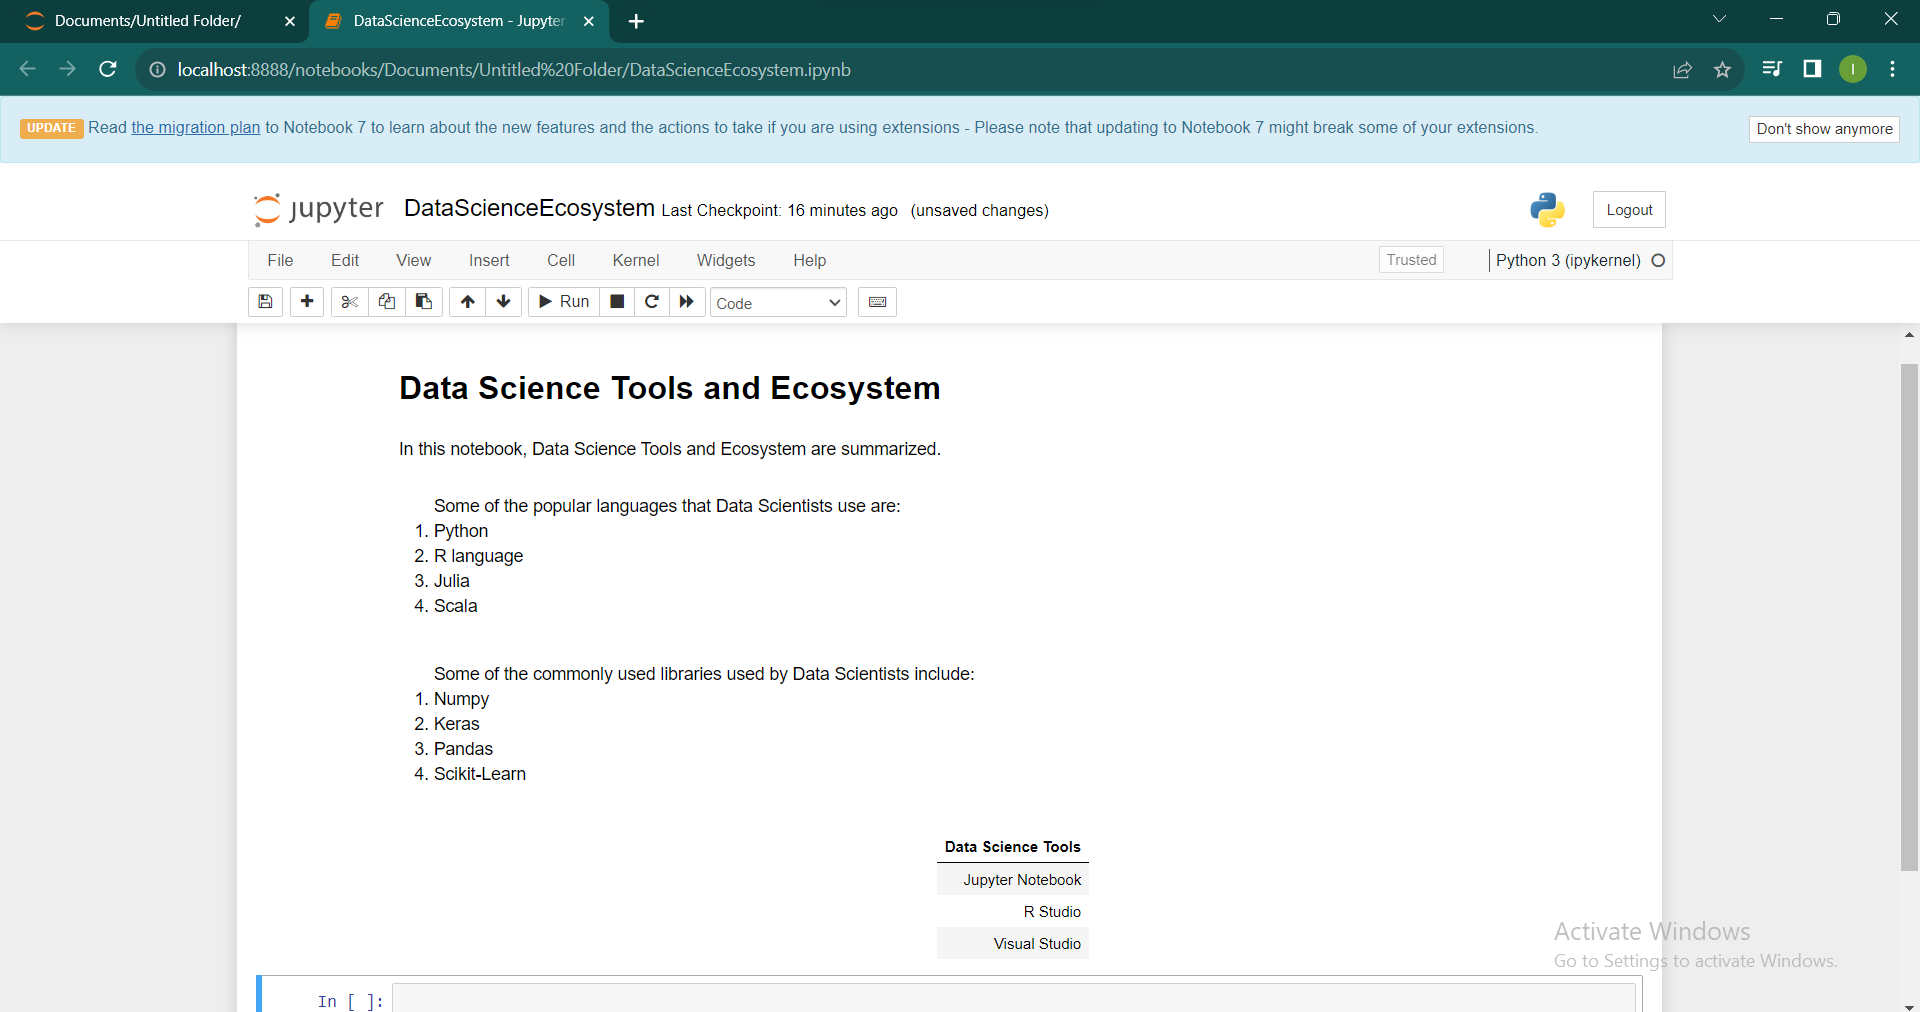 Documents/Untitled Folder/
DataScienceEcosystem - Jupyter
localhost:8888/notebooks/Documents/Untitled%20Folder/DataScienceEcosystem.ipynb
I
UPDATE Read the migration plan to Notebook 7 to learn about the new features and the actions to take if you are using extensions - Please note that updating to Notebook 7 might break some of your extensions.
Don't show anymore
jupyter DataScienceEcosystem Last Checkpoint: 16 minutes ago (unsaved changes)
Logout
File Edit View Insert Cell Kernel Widgets Help
Trusted
Python 3 (ipykernel)
Run
Code
Data Science Tools and Ecosystem
In this notebook, Data Science Tools and Ecosystem are summarized.
Some of the popular languages that Data Scientists use are:
1. Python
2. R language
3. Julia
4. Scala
Some of the commonly used libraries used by Data Scientists include:
1. Numpy
2. Keras
3. Pandas
4. Scikit-Learn
Data Science Tools
Jupyter Notebook
R Studio
Visual Studio
Activate Windows
Go to Settings to activate Windows.
In [ ]: